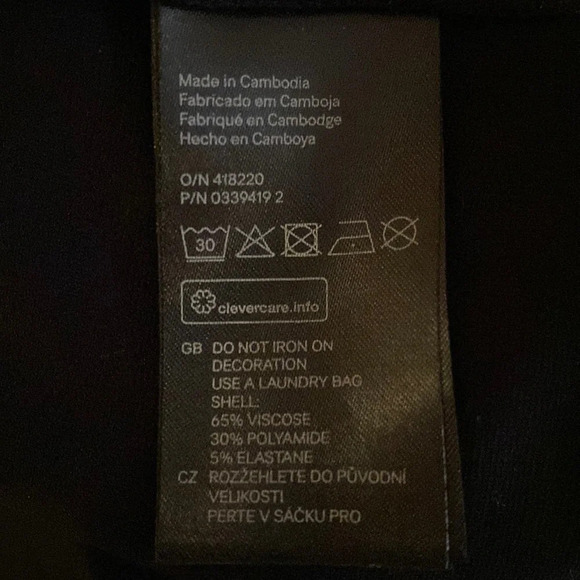 Made in Cambodia
Fabricado em Camboja
Fabriqué en Cambodge
Hecho en Camboya
O/N 418220
P/N 0339419 2
30
clevercare.info
GB DO NOT IRON ON
DECORATION
USE A LAUNDRY BAG
SHELL:
65% VISCOSE
30% POLYAMIDE
5% ELASTANE
CZ ROZŽEHLETE DO PŮVODNÍ
VELIKOSTI
PERTE V SÁČKU PRO